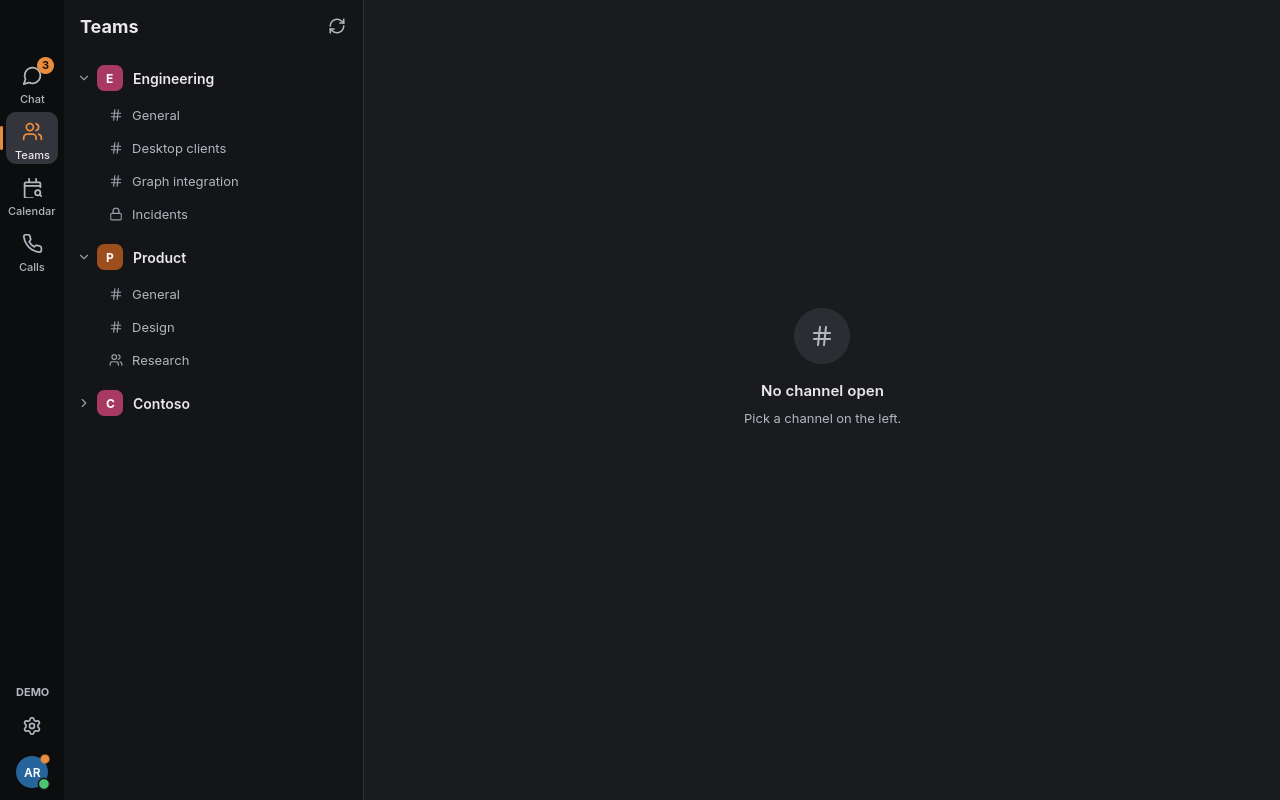 Teams
3
Chat
Teams
Calendar
Calls
E Engineering
General
Desktop clients
Graph integration
Incidents
P Product
General
Design
Research
C Contoso
No channel open
Pick a channel on the left.
DEMO
AR